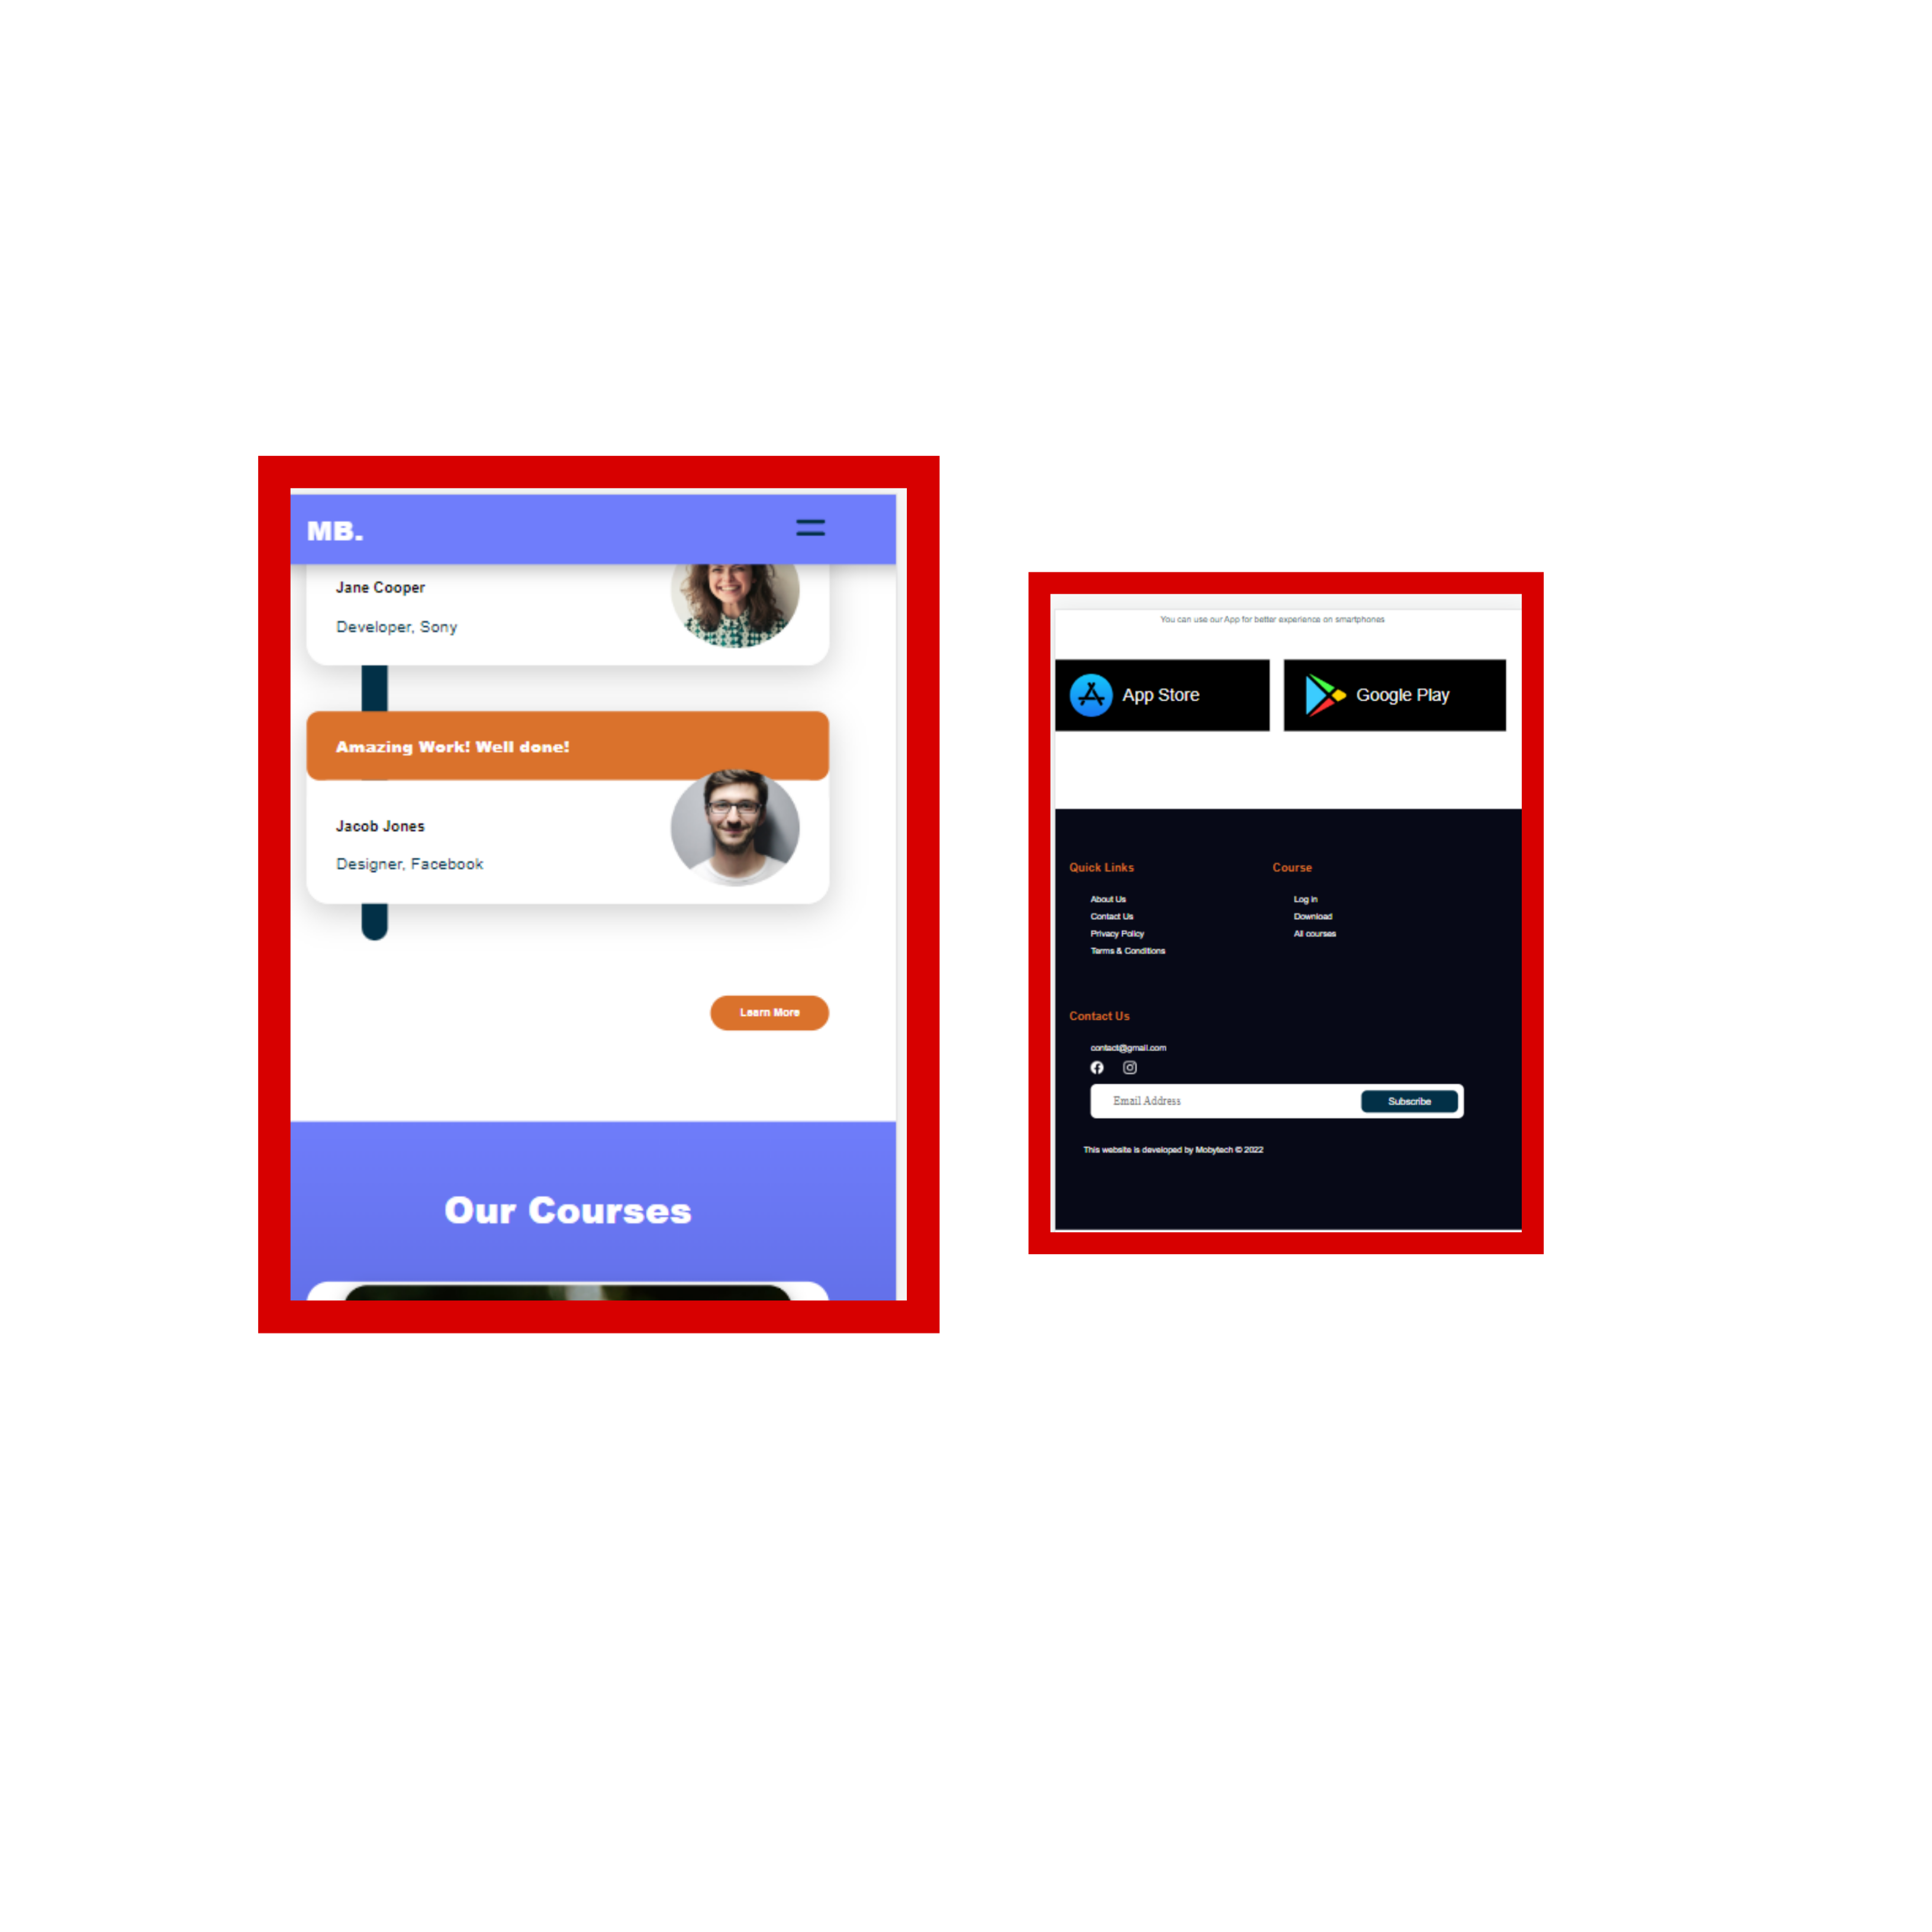 MB.
Jane Cooper
Developer, Sony
Amazing Work! Well done!
Jacob Jones
Designer, Facebook
Learn More
Our Courses
You can use our App for better experience on smartphones
App Store
Google Play
Quick Links
Course
About Us
Log in
Contact Us
Download
Privacy Policy
All courses
Terms & Conditions
Contact Us
contact@gmail.com
Email Address
Subscribe
This website is developed by Mobytech © 2022